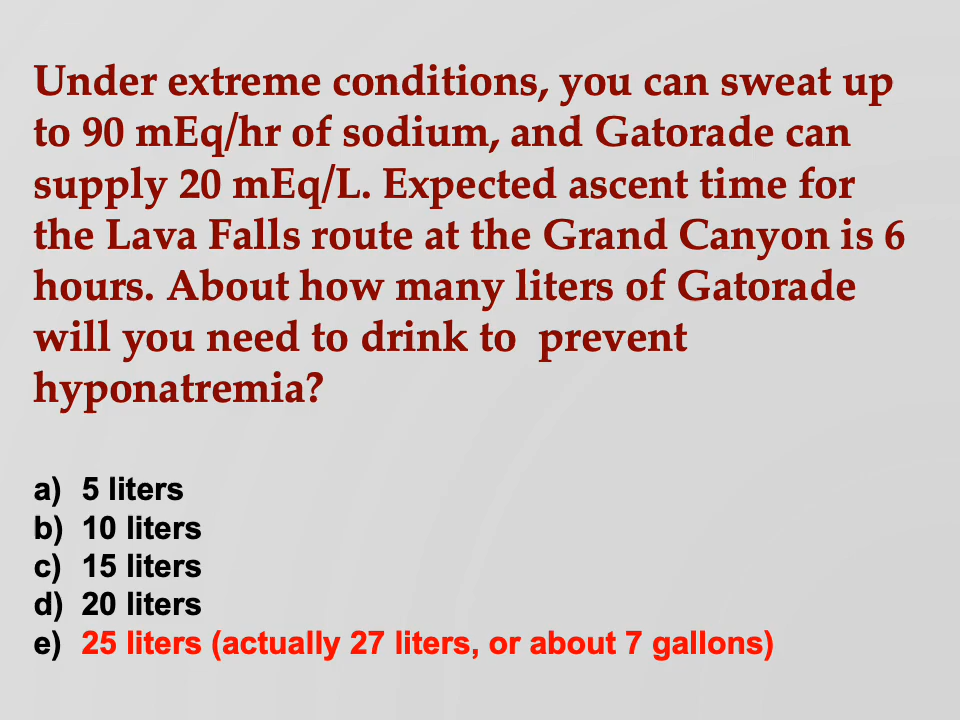 Under extreme conditions, you can sweat up
to 90 mEq/hr of sodium, and Gatorade can
supply 20 mEq/L. Expected ascent time for
the Lava Falls route at the Grand Canyon is 6
hours. About how many liters of Gatorade
will you need to drink to  prevent
hyponatremia?
a) 5 liters
b) 10 liters
c) 15 liters
d) 20 liters
e) 25 liters (actually 27 liters, or about 7 gallons)